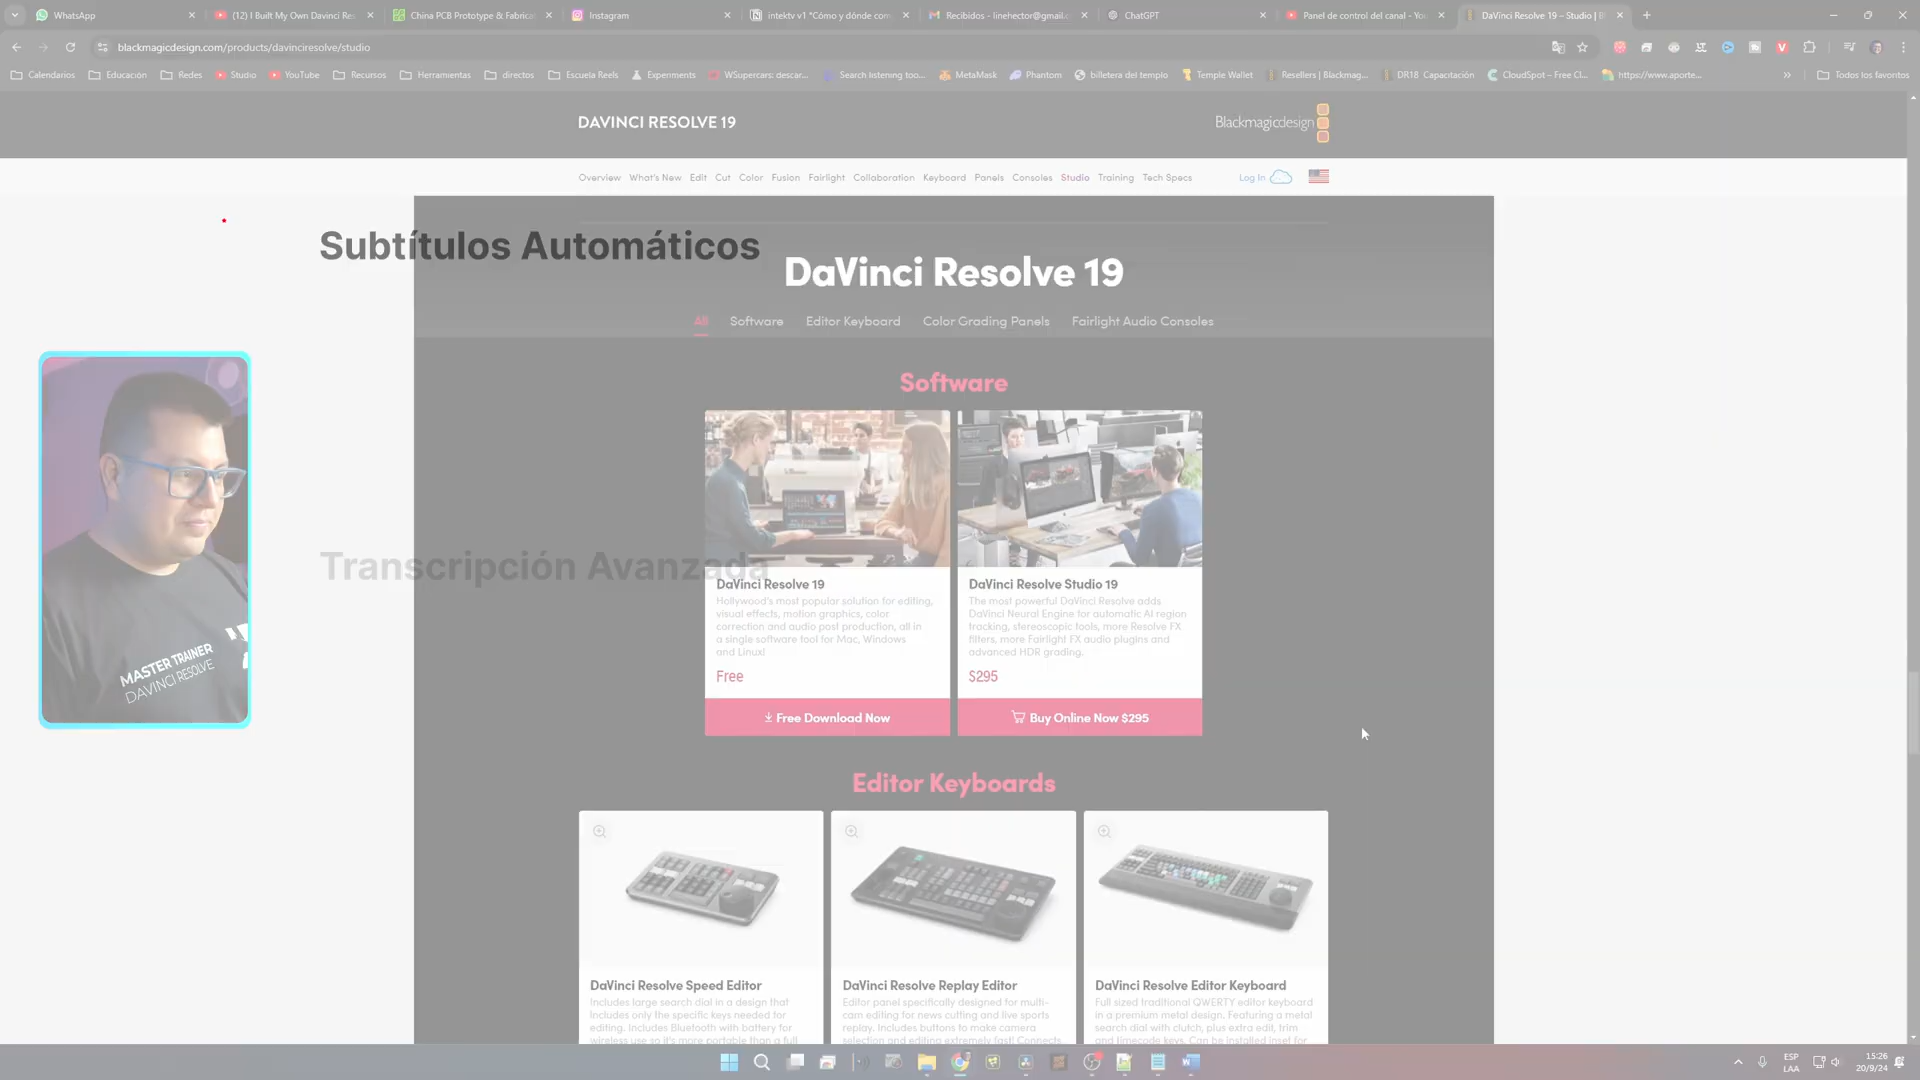 WhatsApp
(12) I Built My Own Davinci Res
China PCB Prototype & Fabrica
Instagram
intektv v1 "Cómo y dónde com
Recibidos - linehector@gmail.c
ChatGPT
Panel de control del canal - You
DaVinci Resolve 19 – Studio | B
blackmagicdesign.com/products/davinciresolve/studio
Calendarios
Educación
Redes
Studio
YouTube
Recursos
Herramientas
directos
Escuela Reels
Experiments
WSupercars: descar...
Search listening too...
MetaMask
Phantom
billetera del templo
Temple Wallet
Resellers | Blackmag...
DR18 Capacitación
CloudSpot – Free Cl...
https://www.aporte...
Todos los favoritos
DAVINCI RESOLVE 19
Blackmagicdesign
Overview What's New Edit Cut Color Fusion Fairlight Collaboration Keyboard Panels Consoles Studio Training Tech Specs
Log In
Subtítulos Automáticos
DaVinci Resolve 19
All Software Editor Keyboard Color Grading Panels Fairlight Audio Consoles
Software
Transcripción Avanzada
MASTER TRAINER
DAVINCI RESOLVE
DaVinci Resolve 19
Hollywood's most popular solution for editing,
visual effects, motion graphics, color
correction and audio post production, all in
a single software tool for Mac, Windows
and Linux!
Free
Free Download Now
DaVinci Resolve Studio 19
The most powerful DaVinci Resolve adds
DaVinci Neural Engine for automatic AI region
tracking, stereoscopic tools, more Resolve FX
filters, more Fairlight FX audio plugins and
advanced HDR grading.
$295
Buy Online Now $295
Editor Keyboards
DaVinci Resolve Speed Editor
Includes large search dial in a design that
includes only the specific keys needed for
editing. Includes Bluetooth with battery for
wireless use so it's more portable than a full
DaVinci Resolve Replay Editor
Editor panel specifically designed for multi-
cam editing for news cutting and live sports
replay. Includes buttons to make camera
selection and editing extremely fast! Connects
DaVinci Resolve Editor Keyboard
Full sized traditional QWERTY editor keyboard
in a premium metal design. Featuring a metal
search dial with clutch, plus extra edit, trim
and timecode keys. Can be installed inset for
ESP
LAA
15:26
20/9/24